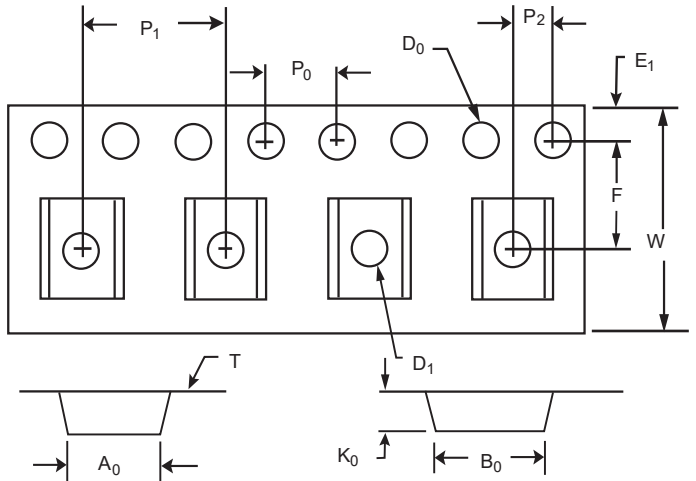 P₁
P₀
D₀
P₂
E₁
F
W
T
D₁
A₀
K₀
B₀